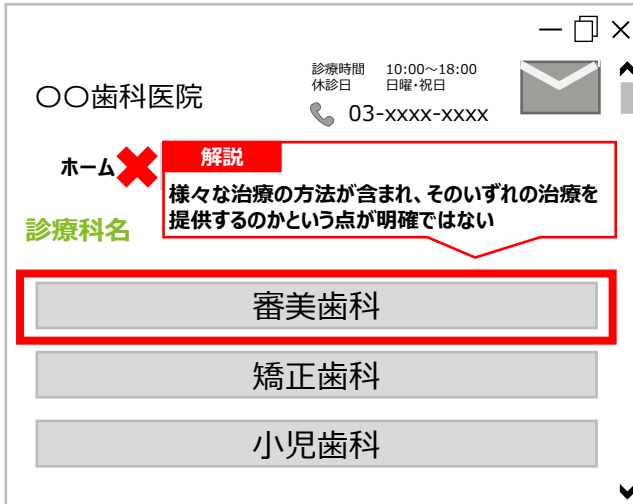 〇〇歯科医院
診療時間 10:00～18:00
休診日 日曜・祝日
03-xxxx-xxxx
ホーム
解説
様々な治療の方法が含まれ、そのいずれの治療を
提供するのかという点が明確ではない
診療科名
審美歯科
矯正歯科
小児歯科